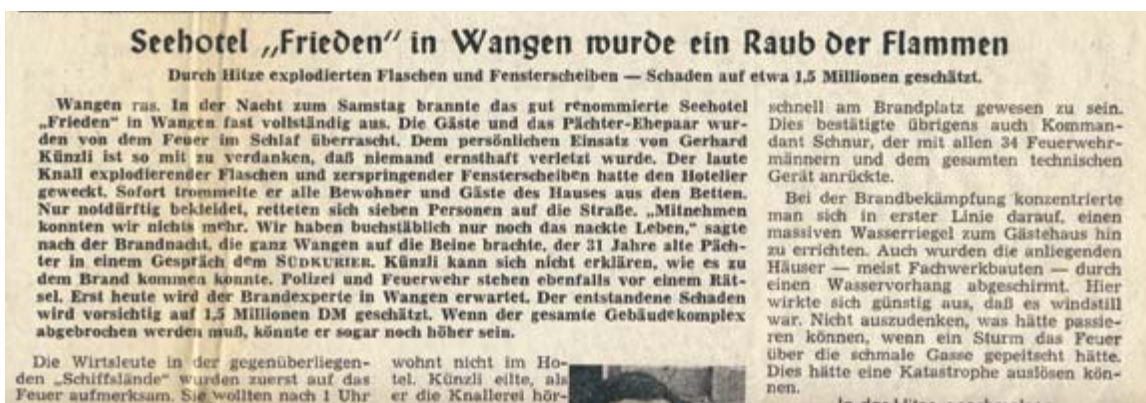 Seehotel „Frieden" in Wangen wurde ein Raub der Flammen
Durch Hitze explodierten Flaschen und Fensterscheiben — Schaden auf etwa 1,5 Millionen geschätzt.
Wangen ras. In der Nacht zum Samstag brannte das gut renommierte Seehotel
„Frieden" in Wangen fast vollständig aus. Die Gäste und das Pächter-Ehepaar wur-
den von dem Feuer im Schlaf überrascht. Dem persönlichen Einsatz von Gerhard
Künzli ist so mit zu verdanken, daß niemand ernsthaft verletzt wurde. Der laute
Knall explodierender Flaschen und zerspringender Fensterscheiben hatte den Hotelier
geweckt. Sofort trommelte er alle Bewohner und Gäste des Hauses aus den Betten.
Nur notdürftig bekleidet, retteten sich sieben Personen auf die Straße. „Mitnehmen
konnten wir nichts mehr. Wir haben buchstäblich nur noch das nackte Leben," sagte
nach der Brandnacht, die ganz Wangen auf die Beine brachte, der 31 Jahre alte Päch-
ter in einem Gespräch dem SÜDKURIER. Künzli kann sich nicht erklären, wie es zu
dem Brand kommen konnte. Polizei und Feuerwehr stehen ebenfalls vor einem Rät-
sel. Erst heute wird der Brandexperte in Wangen erwartet. Der entstandene Schaden
wird vorsichtig auf 1,5 Millionen DM geschätzt. Wenn der gesamte Gebäudekomplex
abgebrochen werden muß, könnte er sogar noch höher sein.
Die Wirtsleute in der gegenüberliegen-
den „Schiffslände" wurden zuerst auf das
Feuer aufmerksam. Sie wollten nach 1 Uhr
wohnt nicht im Ho-
tel. Künzli eilte, als
er die Knallerei hör-
schnell am Brandplatz gewesen zu sein.
Dies bestätigte übrigens auch Komman-
dant Schnur, der mit allen 34 Feuerwehr-
männern und dem gesamten technischen
Gerät anrückte.
Bei der Brandbekämpfung konzentrierte
man sich in erster Linie darauf, einen
massiven Wasserriegel zum Gästehaus hin
zu errichten. Auch wurden die anliegenden
Häuser — meist Fachwerkbauten — durch
einen Wasservorhang abgeschirmt. Hier
wirkte sich günstig aus, daß es windstill
war. Nicht auszudenken, was hätte passie-
ren können, wenn ein Sturm das Feuer
über die schmale Gasse gepeitscht hätte.
Dies hätte eine Katastrophe auslösen kön-
nen.